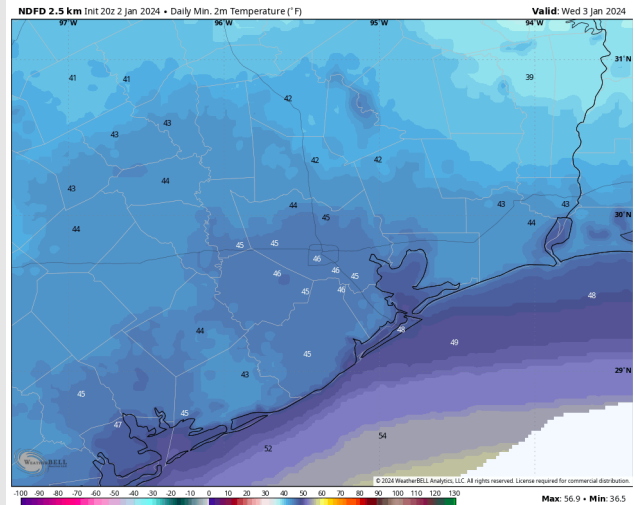 NDFD 2.5 km Init 20z 2 Jan 2024 • Daily Min. 2m Temperature (°F)
Valid: Wed 3 Jan 2024
97°W 96°W 95°W 94°W
31°N
41 41 39
42
43
43
42 42
44
43
43 43
44
45
30°N
44
44
45 45
46
46 46 45
45 46
48
48
44
49
45
43
29°N
45
45
47
54
52
WEATHERBELL
© 2024 WeatherBELL Analytics, LLC. All rights reserved. License required for commercial distribution.
-100 -90 -80 -70 -60 -50 -40 -30 -20 -10 0 10 20 30 40 50 60 70 80 90 100 110 120 130
Max: 56.9 • Min: 36.5